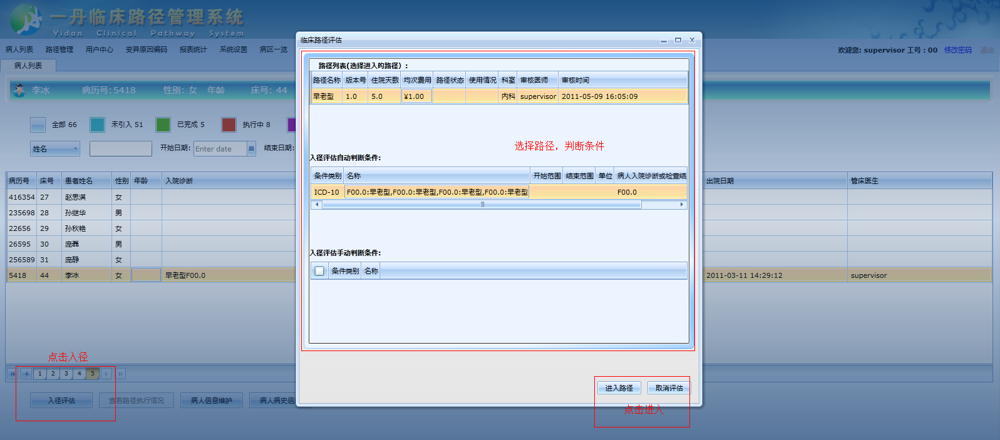 一丹临床路径管理系统
Yidan Clinical Pathway System
病人列表 路径管理 用户中心 变异原因编码 报表统计 系统设置 病区一览
欢迎您: supervisor 工号：00 修改密码 退出
病人列表
李冰 病历号:5418 性别: 女 年龄 床号: 44
全部 66 未引入 51 已完成 5 执行中 8
姓名 开始日期: Enter date 结束日期:
病历号 床号 患者姓名 性别 年龄 入院诊断 出院日期 管床医生
416354 27 赵思淇 女
235698 28 孙继华 男
22656 29 孙秋艳 女
26595 30 庞磊 男
256589 31 庞静 女
5418 44 李冰 女 早老型F00.0 2011-03-11 14:29:12 supervisor
点击入径
1 2 3 4 5
入径评估 查看路径执行情况 病人信息维护 病人病史信
临床路径评估
路径列表(选择进入的路径）:
路径名称 版本号 住院天数 均次费用 路径状态 使用情况 科室 审核医师 审核时间
早老型 1.0 5.0 ¥1.00 内科 supervisor 2011-05-09 16:05:09
选择路径，判断条件
入径评估自动判断条件:
条件类别 名称 开始范围 结束范围 单位 病人入院诊断或检查结
ICD-10 F00.0:早老型,F00.0:早老型,F00.0:早老型,F00.0:早老型 F00.0
入径评估手动判断条件:
条件类别 名称
进入路径 取消评估
点击进入